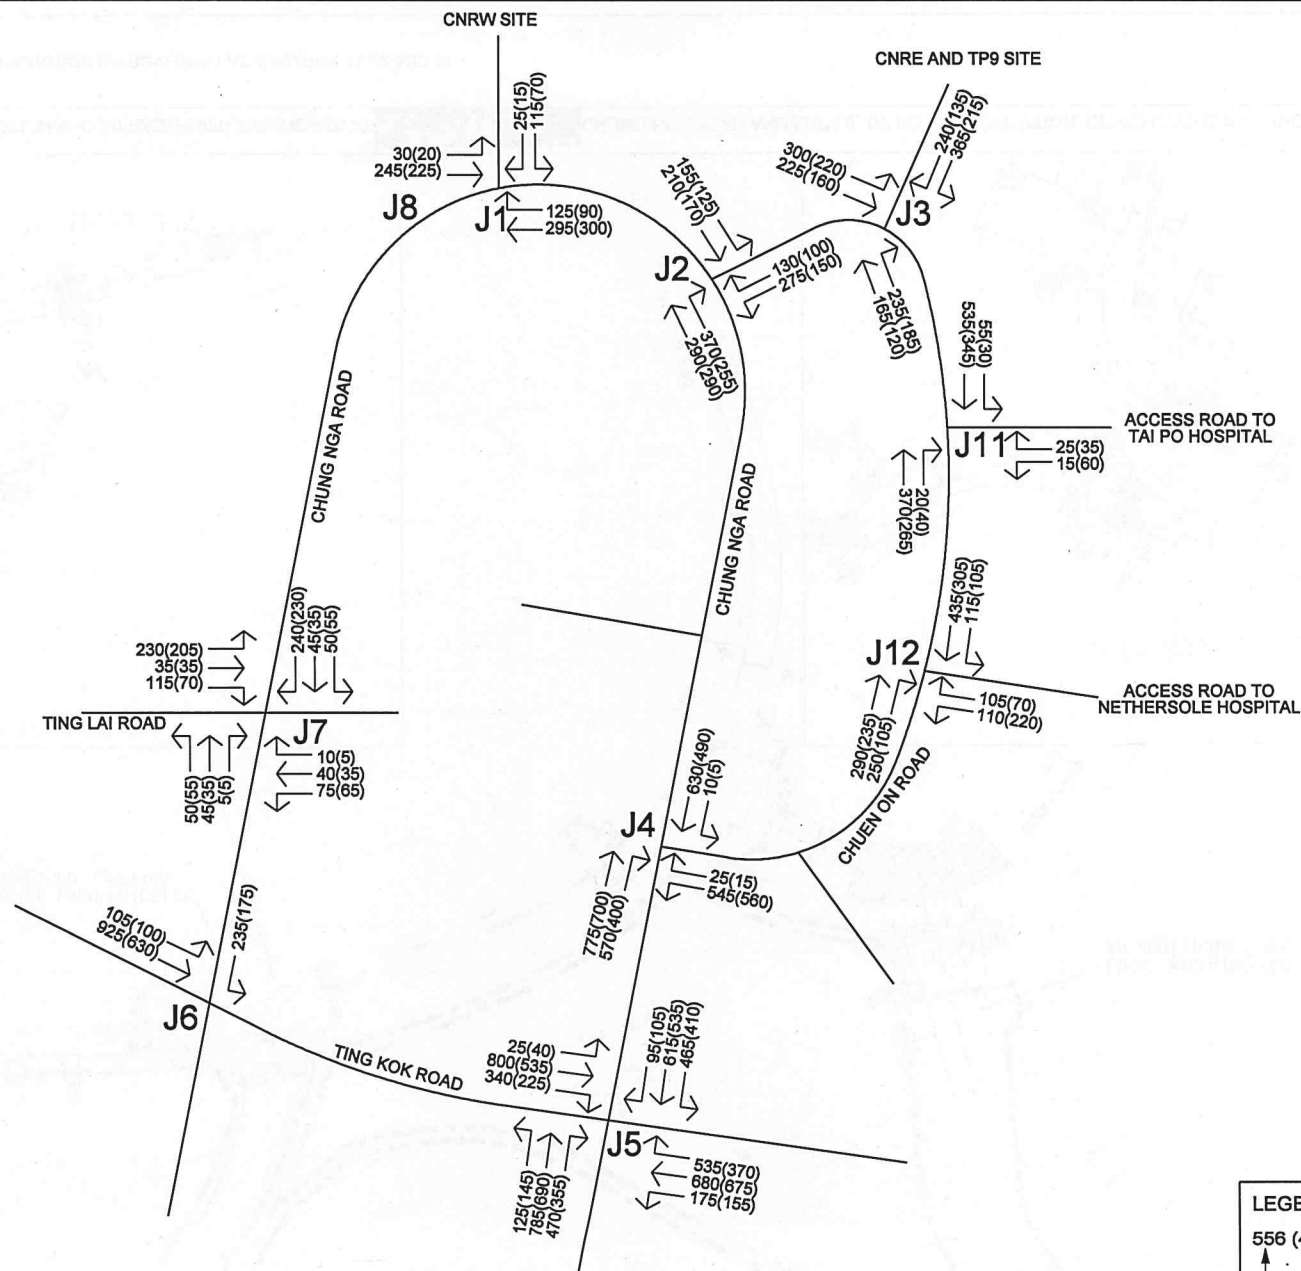 CNRW SITE
CNRE AND TP9 SITE
25(15)
115(70)
30(20)
245(225)
J8
J1
125(90)
295(300)
155(125)
210(170)
J2
130(100)
275(150)
370(255)
290(290)
300(220)
225(160)
240(135)
365(215)
J3
235(185)
165(120)
535(345)
55(30)
ACCESS ROAD TO
TAI PO HOSPITAL
J11
25(35)
15(60)
370(265)
20(40)
CHUNG NGA ROAD
CHUNG NGA ROAD
435(305)
115(105)
J12
ACCESS ROAD TO
NETHERSOLE HOSPITAL
105(70)
110(220)
290(235)
250(105)
CHUEN ON ROAD
230(205)
35(35)
115(70)
240(230)
45(35)
50(55)
TING LAI ROAD
J7
10(5)
40(35)
75(65)
50(55)
45(35)
5(5)
630(490)
10(5)
J4
25(15)
545(560)
775(700)
570(400)
105(100)
925(630)
235(175)
J6
TING KOK ROAD
25(40)
800(535)
340(225)
95(105)
615(535)
465(410)
J5
535(370)
680(675)
175(155)
125(145)
785(690)
470(355)
LEGE
556 (4